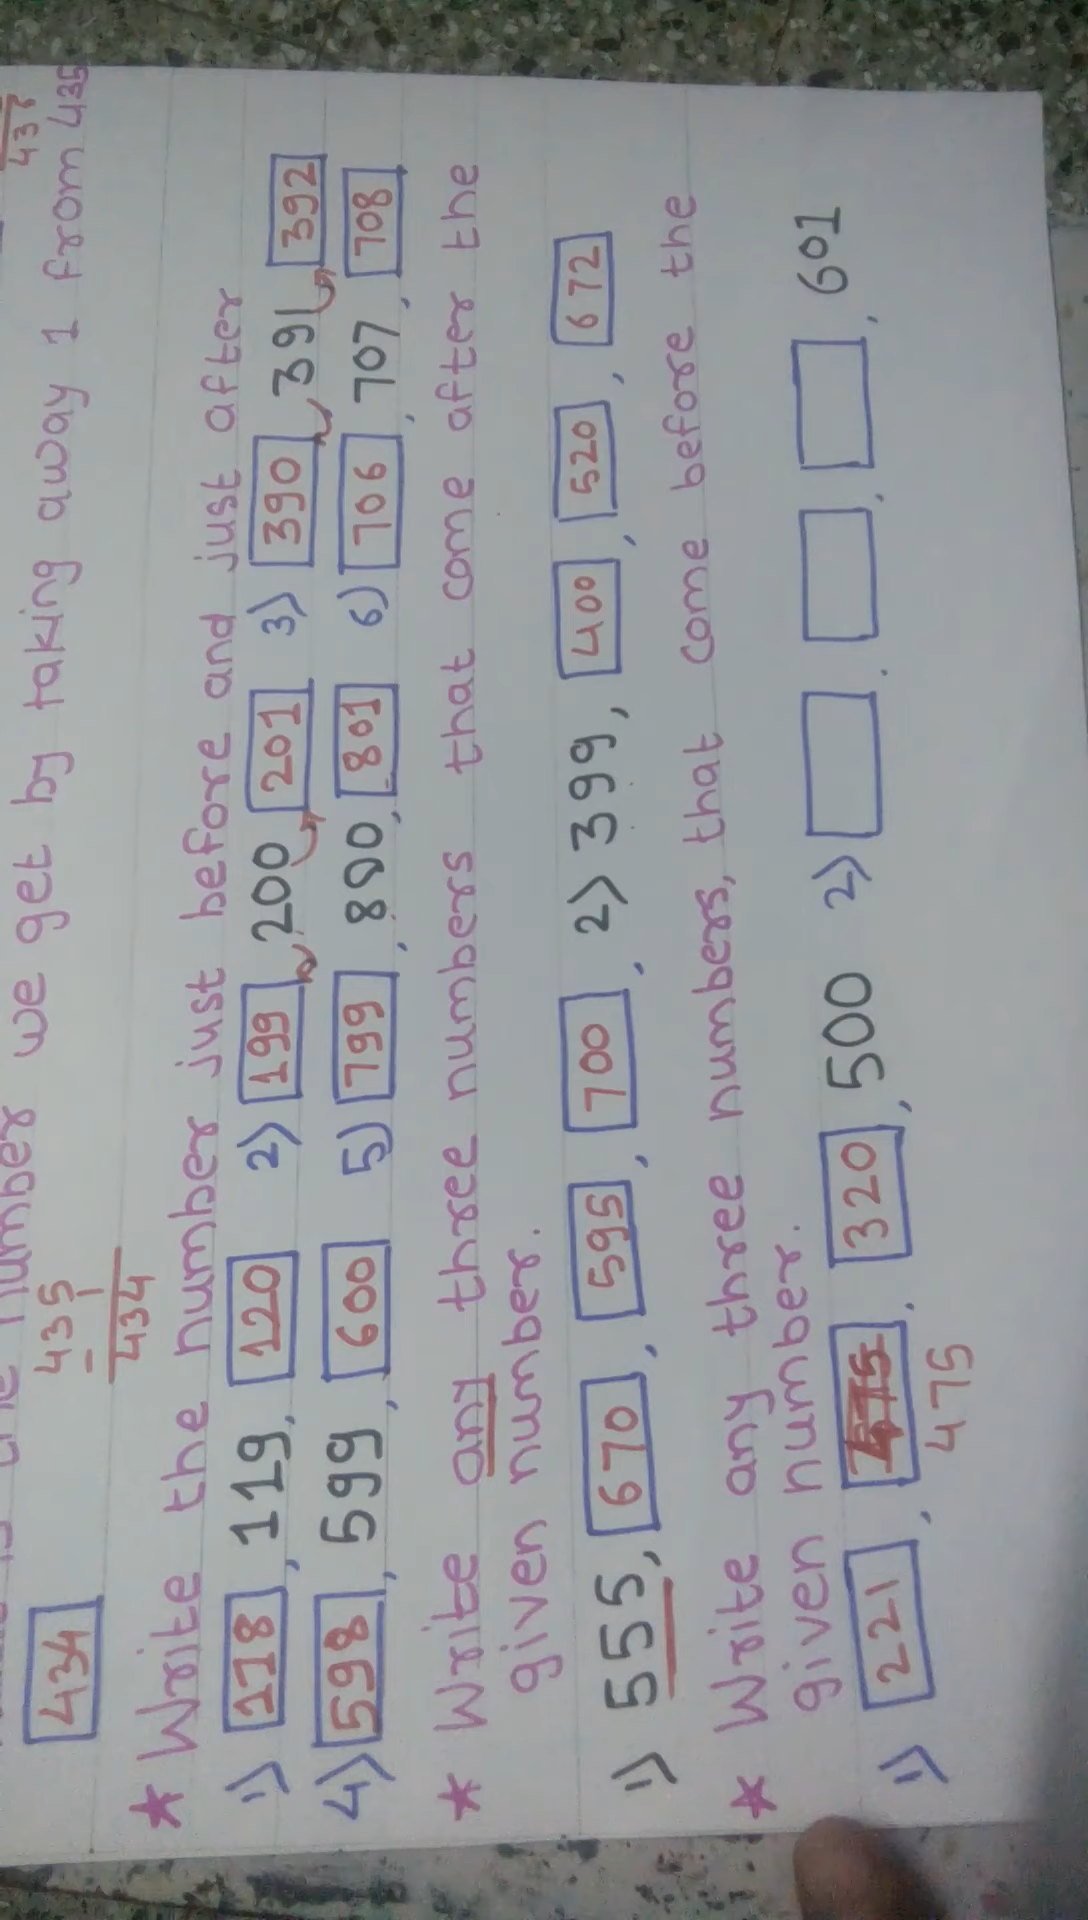 we get by taking away 1 from 435
434
435
- 1
434
★ Write the number just before and just after
1) 118, 119, 120 2) 199, 200 201 3) 390, 391, 392
4) 598, 599, 600 5) 799, 800, 801 6) 706, 707, 708
★ Write any three numbers that come after the
given number.
1) 555, 670, 595, 700, 2) 399, 400, 520, 672
★ Write any three numbers, that come before the
given number.
1) 221, 475, 320, 500 2) , , , 601
475